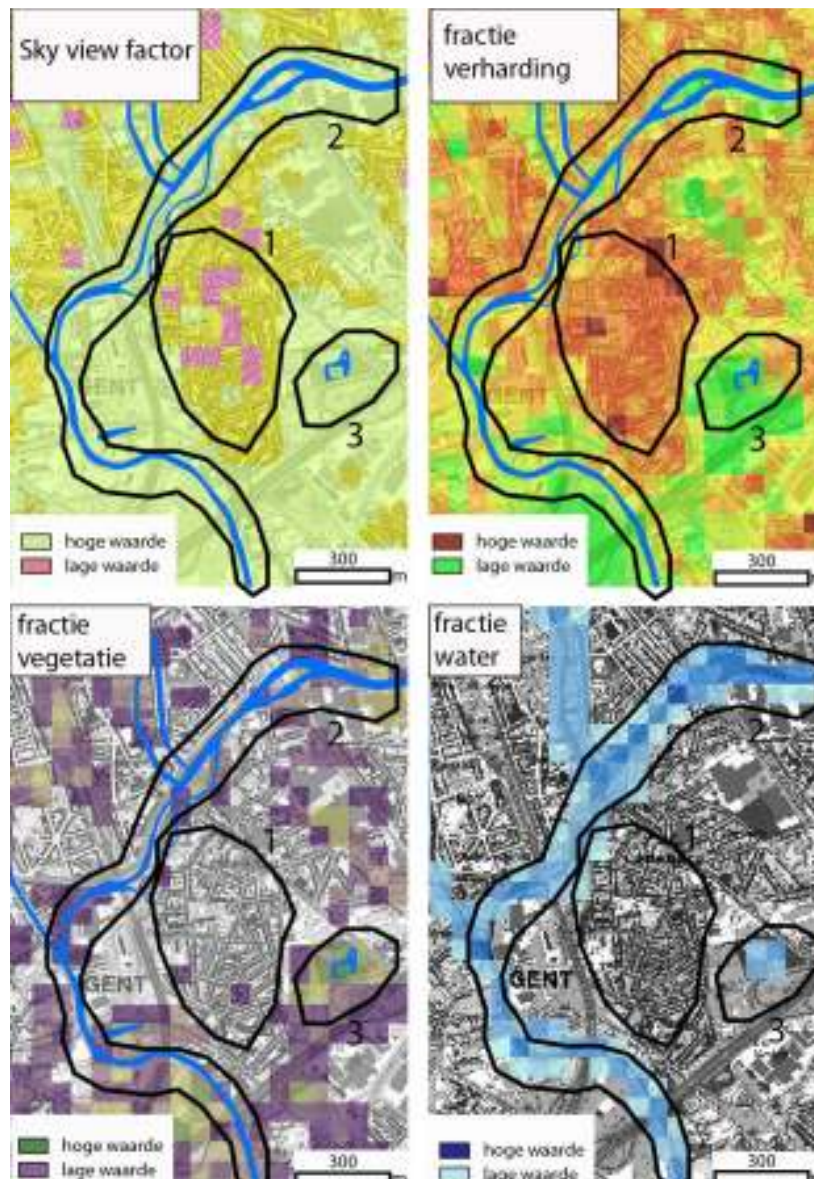 Sky view factor
2
1
GENT
3
hoge waarde
lage waarde
300
m
fractie
verharding
2
1
GENT
3
hoge waarde
lage waarde
300
m
fractie
vegetatie
2
1
GENT
3
hoge waarde
lage waarde
300
m
fractie
water
2
1
GENT
3
hoge waarde
lage waarde
300
m